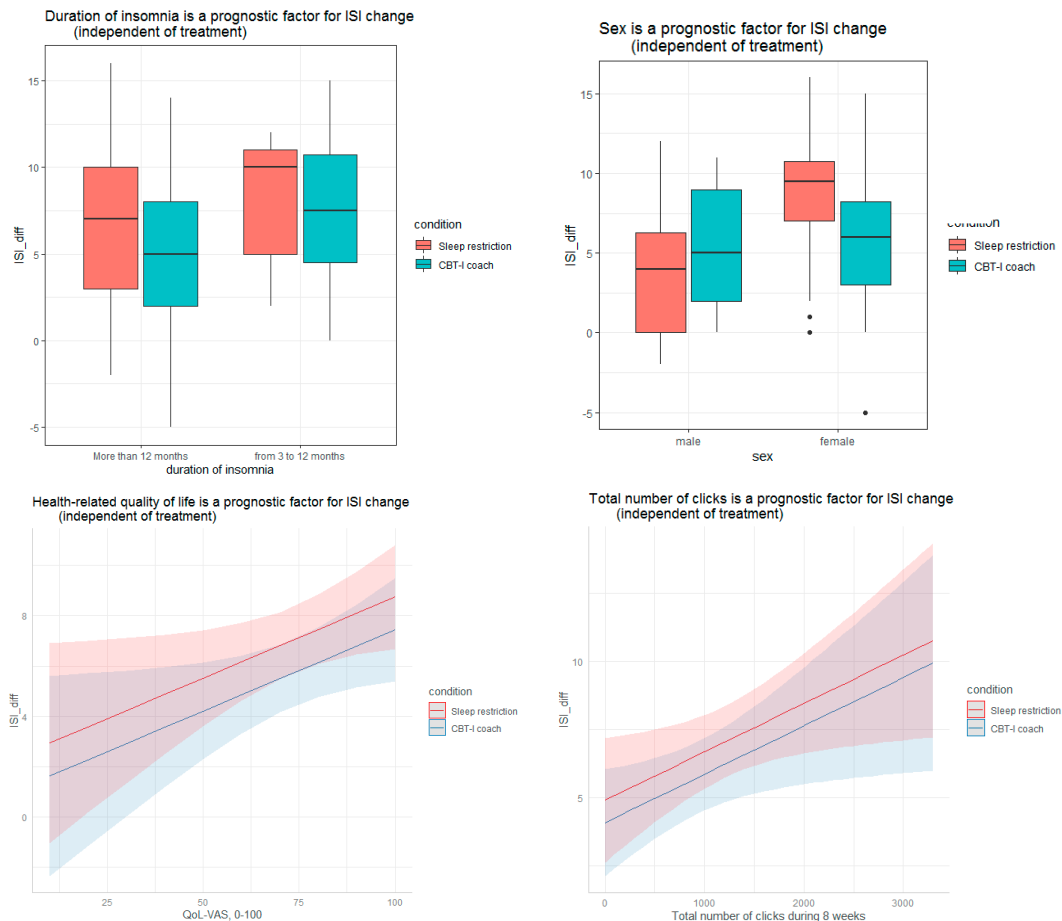 Duration of insomnia is a prognostic factor for ISI change
(independent of treatment)
15
10
5
0
-5
ISI_diff
More than 12 months
from 3 to 12 months
duration of insomnia
condition
Sleep restriction
CBT-I coach
Sex is a prognostic factor for ISI change
(independent of treatment)
15
10
5
0
-5
ISI_diff
male
female
sex
condition
Sleep restriction
CBT-I coach
Health-related quality of life is a prognostic factor for ISI change
(independent of treatment)
8
4
0
ISI_diff
25
50
75
100
QoL-VAS, 0-100
condition
Sleep restriction
CBT-I coach
Total number of clicks is a prognostic factor for ISI change
(independent of treatment)
10
5
ISI_diff
0
1000
2000
3000
Total number of clicks during 8 weeks
condition
Sleep restriction
CBT-I coach